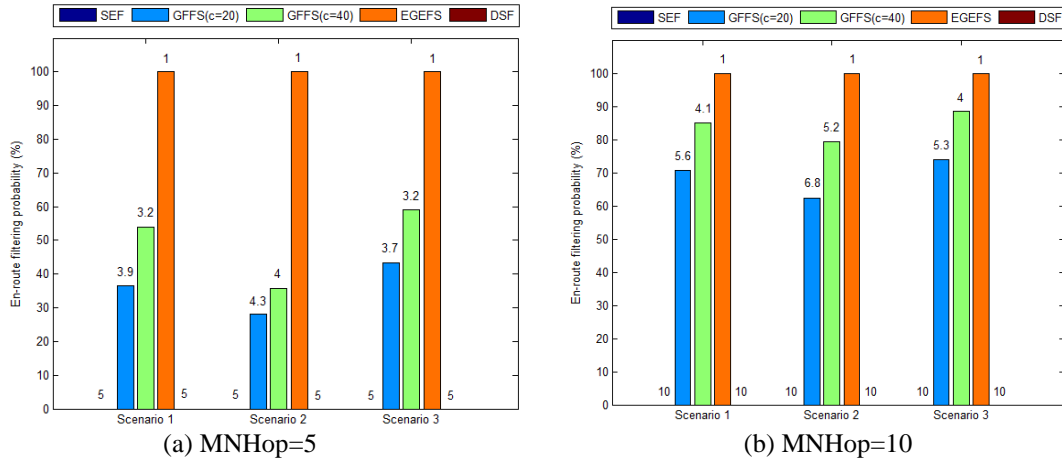 SEF GFFS(c=20) GFFS(c=40) EGEFS DSF
En-route filtering probability (%)
100
90
80
70
60
50
40
30
20
10
0
1 1 1
3.9 3.2 4.3 4 3.7 3.2
5 5 5 5 5 5
Scenario 1 Scenario 2 Scenario 3
(a) MNHop=5
SEF GFFS(c=20) GFFS(c=40) EGEFS DSF
En-route filtering probability (%)
100
90
80
70
60
50
40
30
20
10
0
1 1 1
5.6 4.1 6.8 5.2 5.3 4
10 10 10 10 10 10
Scenario 1 Scenario 2 Scenario 3
(b) MNHop=10